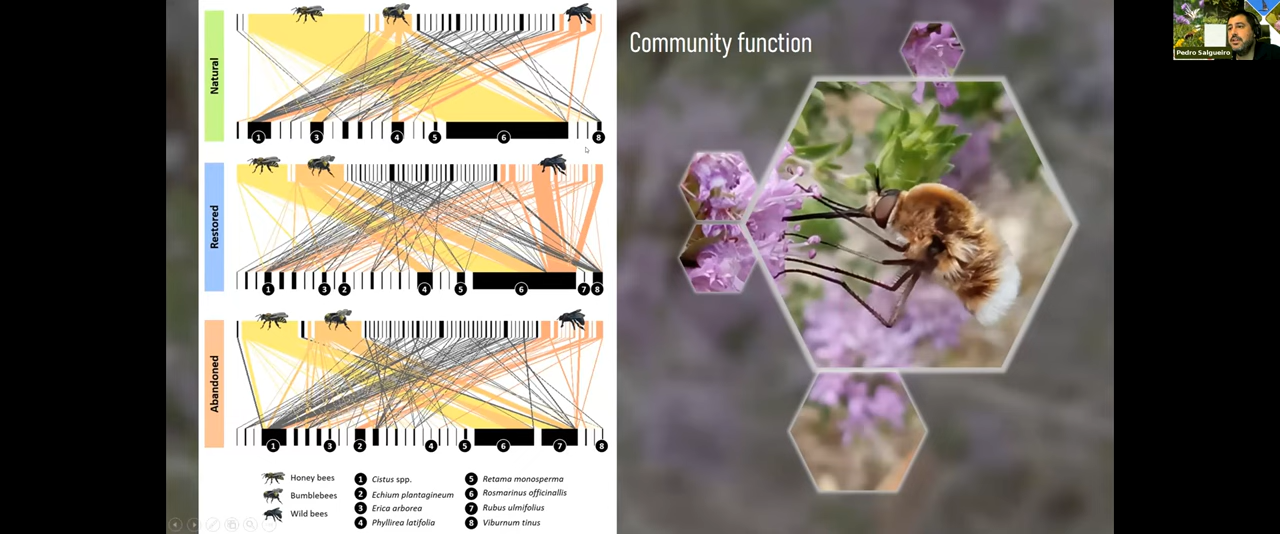 Community function
Pedro Salgueiro
Natural
1 3 4 5 6 8
Restored
1 3 2 4 5 6 7 8
Abandoned
1 3 2 4 5 6 7 8
Honey bees
Bumblebees
Wild bees
1 Cistus spp.
2 Echium plantagineum
3 Erica arborea
4 Phyllirea latifolia
5 Retama monosperma
6 Rosmarinus officinallis
7 Rubus ulmifolius
8 Viburnum tinus